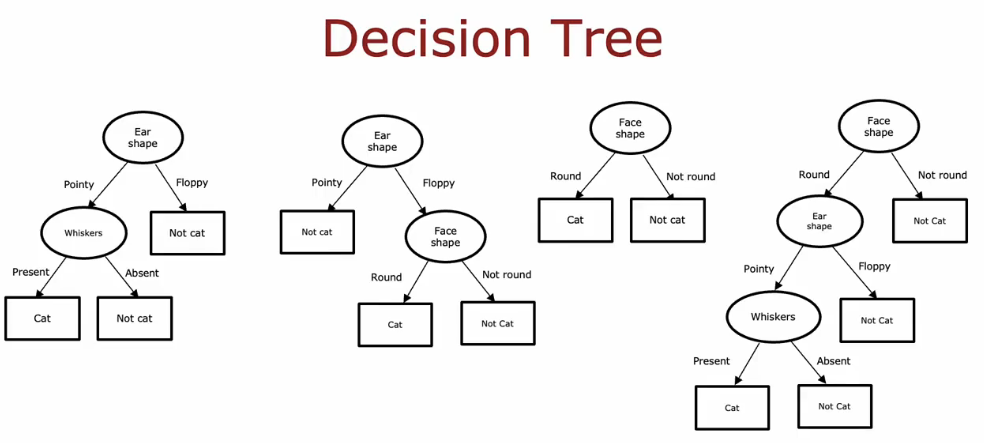 Decision Tree
Ear
shape
Pointy
Floppy
Whiskers
Not cat
Present
Absent
Cat
Not cat
Ear
shape
Pointy
Floppy
Not cat
Face
shape
Round
Not round
Cat
Not Cat
Face
shape
Round
Not round
Cat
Not cat
Face
shape
Round
Not round
Ear
shape
Not Cat
Pointy
Floppy
Whiskers
Not Cat
Present
Absent
Cat
Not Cat